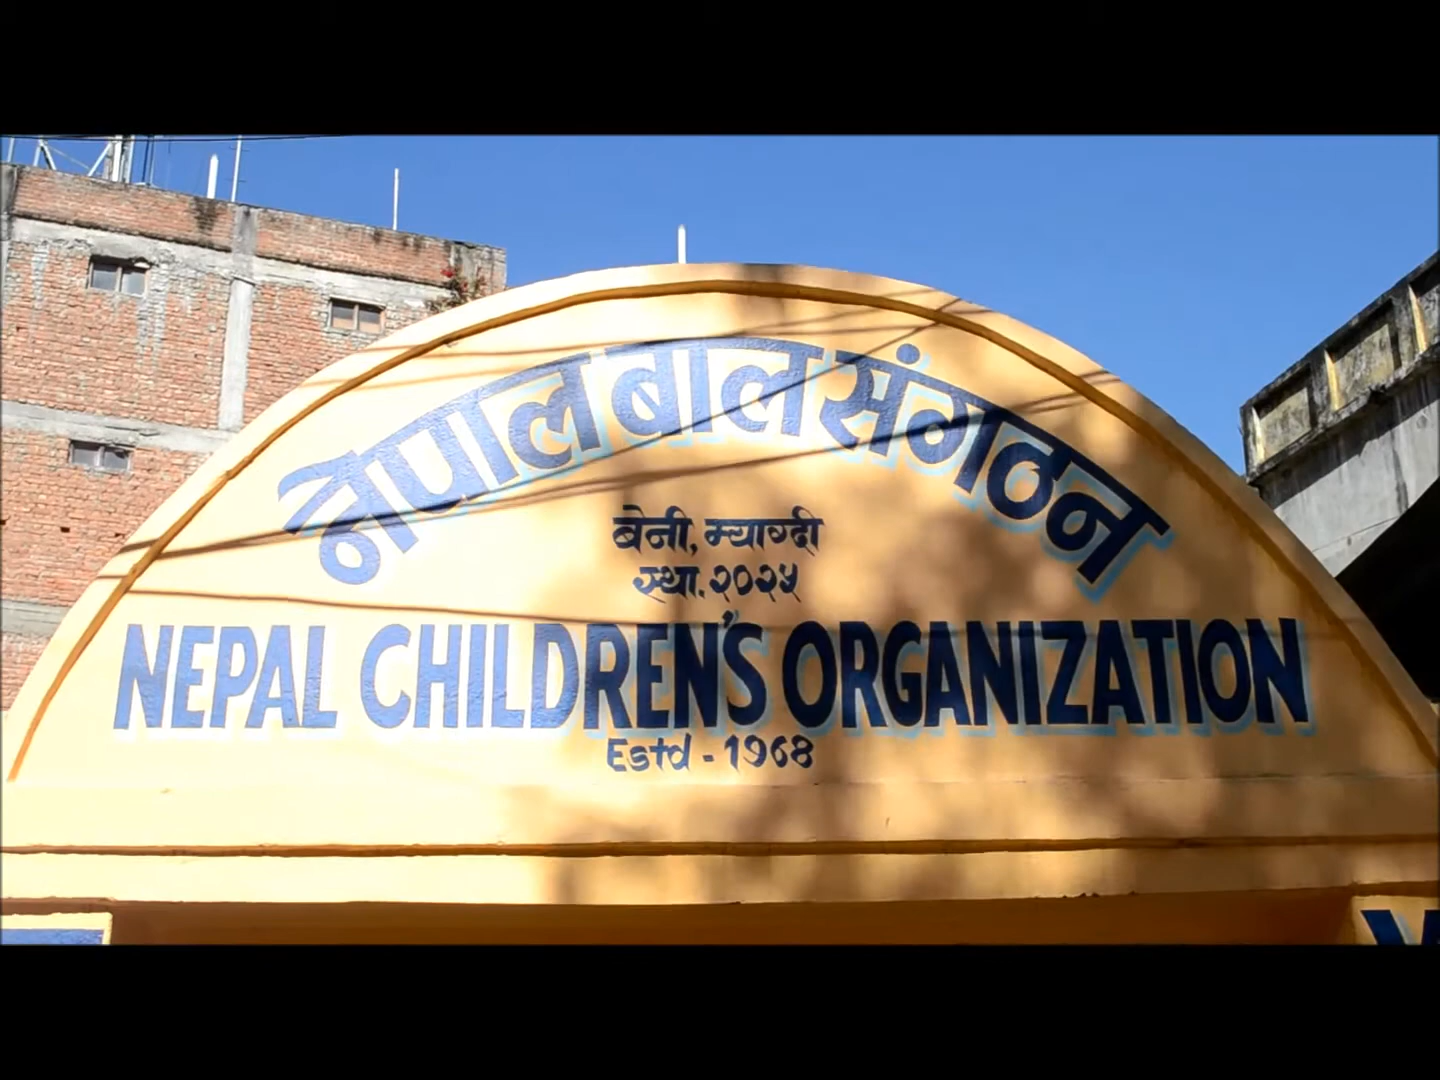 नेपाल बाल संगठन
बेनी, म्याग्दी
स्था. २०२५
NEPAL CHILDREN'S ORGANIZATION
Estd - 1968